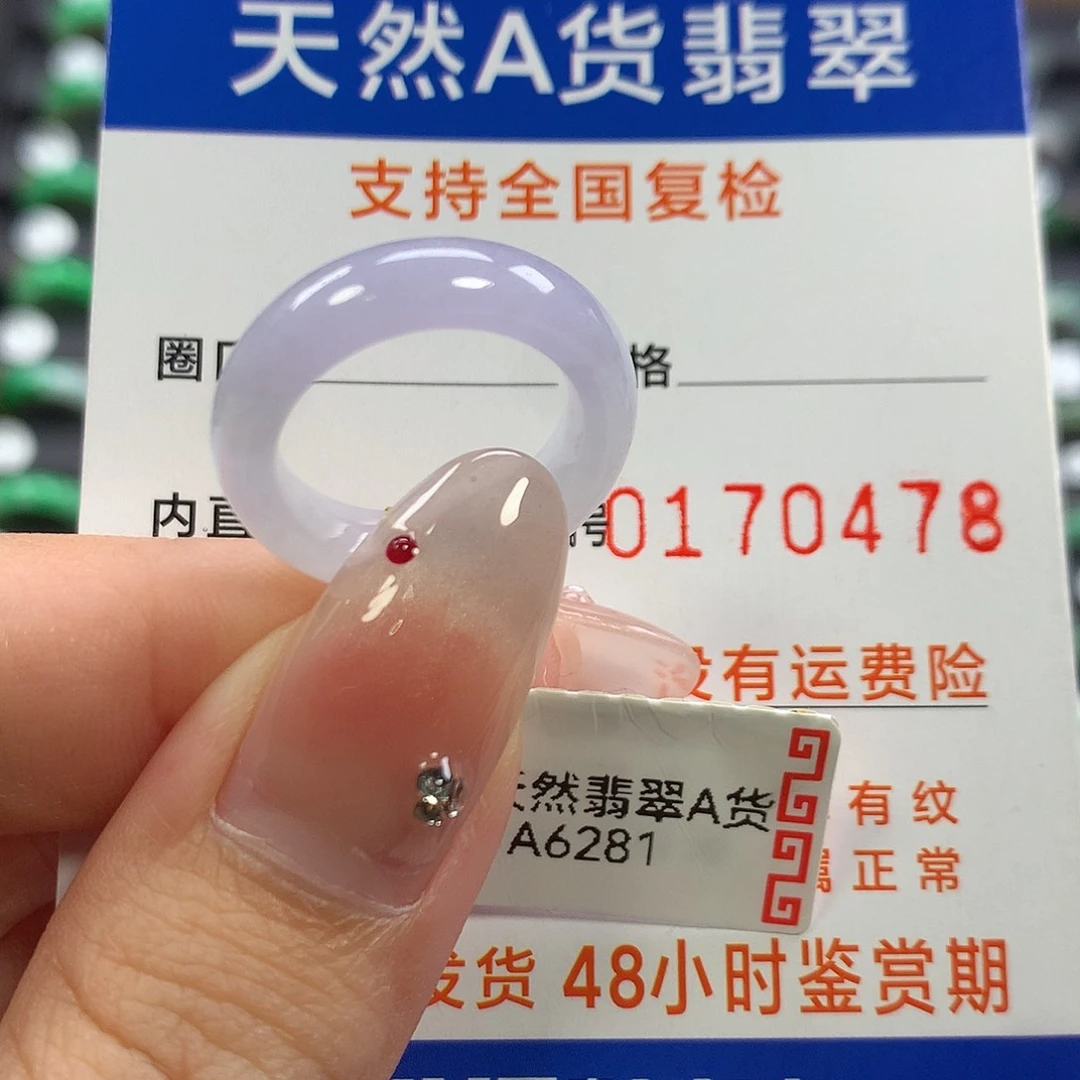 天然A货翡翠
支持全国复检
圈 格
内直 0170478
有运费险
然翡翠A货
A6281
有纹
正常
发货 48小时鉴赏期